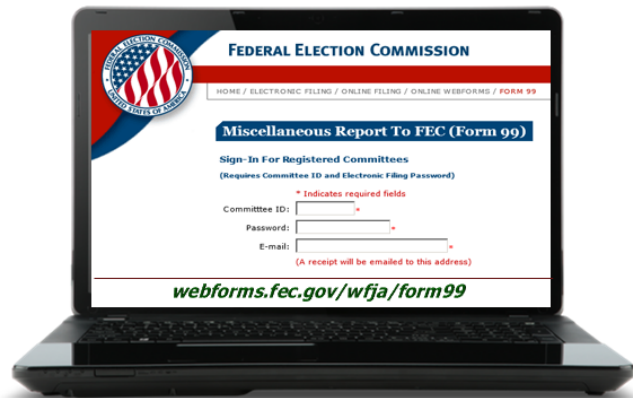 FEDERAL ELECTION COMMISSION
UNITED STATES OF AMERICA
FEDERAL ELECTION COMMISSION
HOME / ELECTRONIC FILING / ONLINE FILING / ONLINE WEBFORMS / FORM 99
Miscellaneous Report To FEC (Form 99)
Sign-In For Registered Committees
(Requires Committee ID and Electronic Filing Password)
* Indicates required fields
Committtee ID: *
Password: *
E-mail: *
(A receipt will be emailed to this address)
webforms.fec.gov/wfja/form99